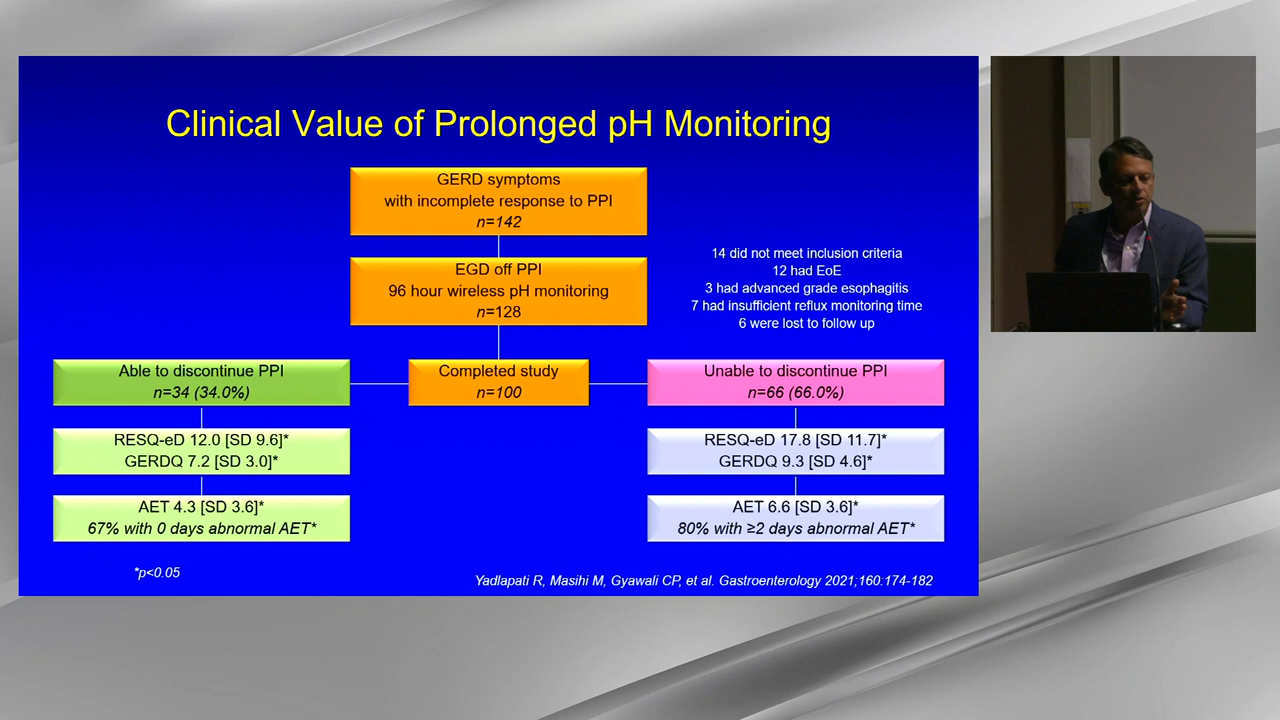 Clinical Value of Prolonged pH Monitoring
GERD symptoms
with incomplete response to PPI
n=142
EGD off PPI
96 hour wireless pH monitoring
n=128
14 did not meet inclusion criteria
12 had EoE
3 had advanced grade esophagitis
7 had insufficient reflux monitoring time
6 were lost to follow up
Able to discontinue PPI
n=34 (34.0%)
Completed study
n=100
Unable to discontinue PPI
n=66 (66.0%)
RESQ-eD 12.0 [SD 9.6]*
GERDQ 7.2 [SD 3.0]*
RESQ-eD 17.8 [SD 11.7]*
GERDQ 9.3 [SD 4.6]*
AET 4.3 [SD 3.6]*
67% with 0 days abnormal AET*
AET 6.6 [SD 3.6]*
80% with ≥2 days abnormal AET*
*p<0.05
Yadlapati R, Masihi M, Gyawali CP, et al. Gastroenterology 2021;160:174-182